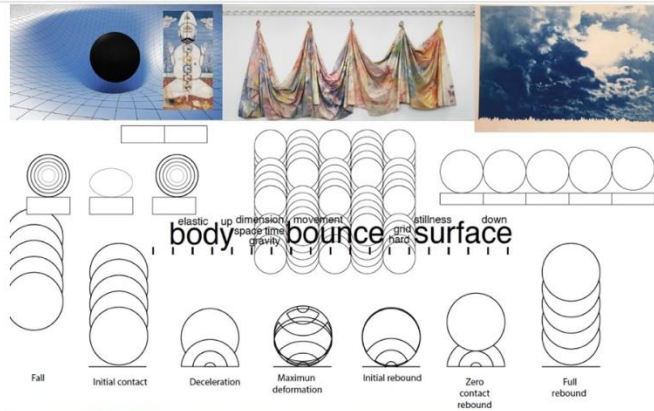 elastic up dimension movement stillness down
body space time bounce grid surface
gravity hard
Fall
Initial contact
Deceleration
Maximun
deformation
Initial rebound
Zero
contact
rebound
Full
rebound